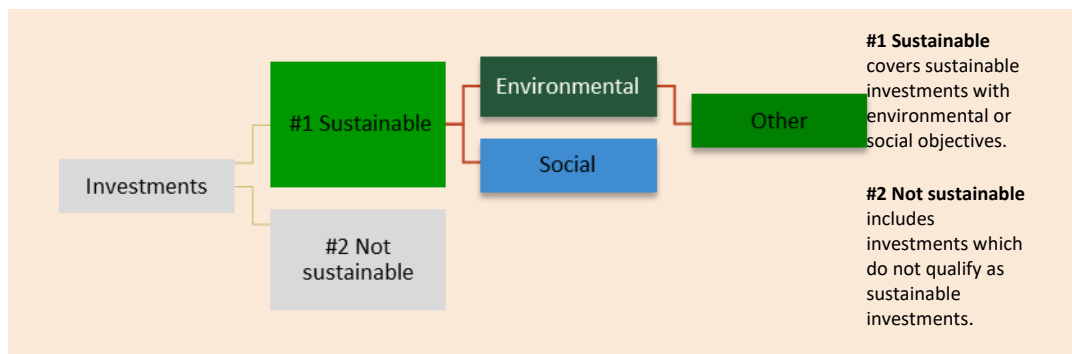 Investments
#1 Sustainable
#2 Not
sustainable
Environmental
Social
Other
#1 Sustainable
covers sustainable
investments with
environmental or
social objectives.
#2 Not sustainable
includes
investments which
do not qualify as
sustainable
investments.